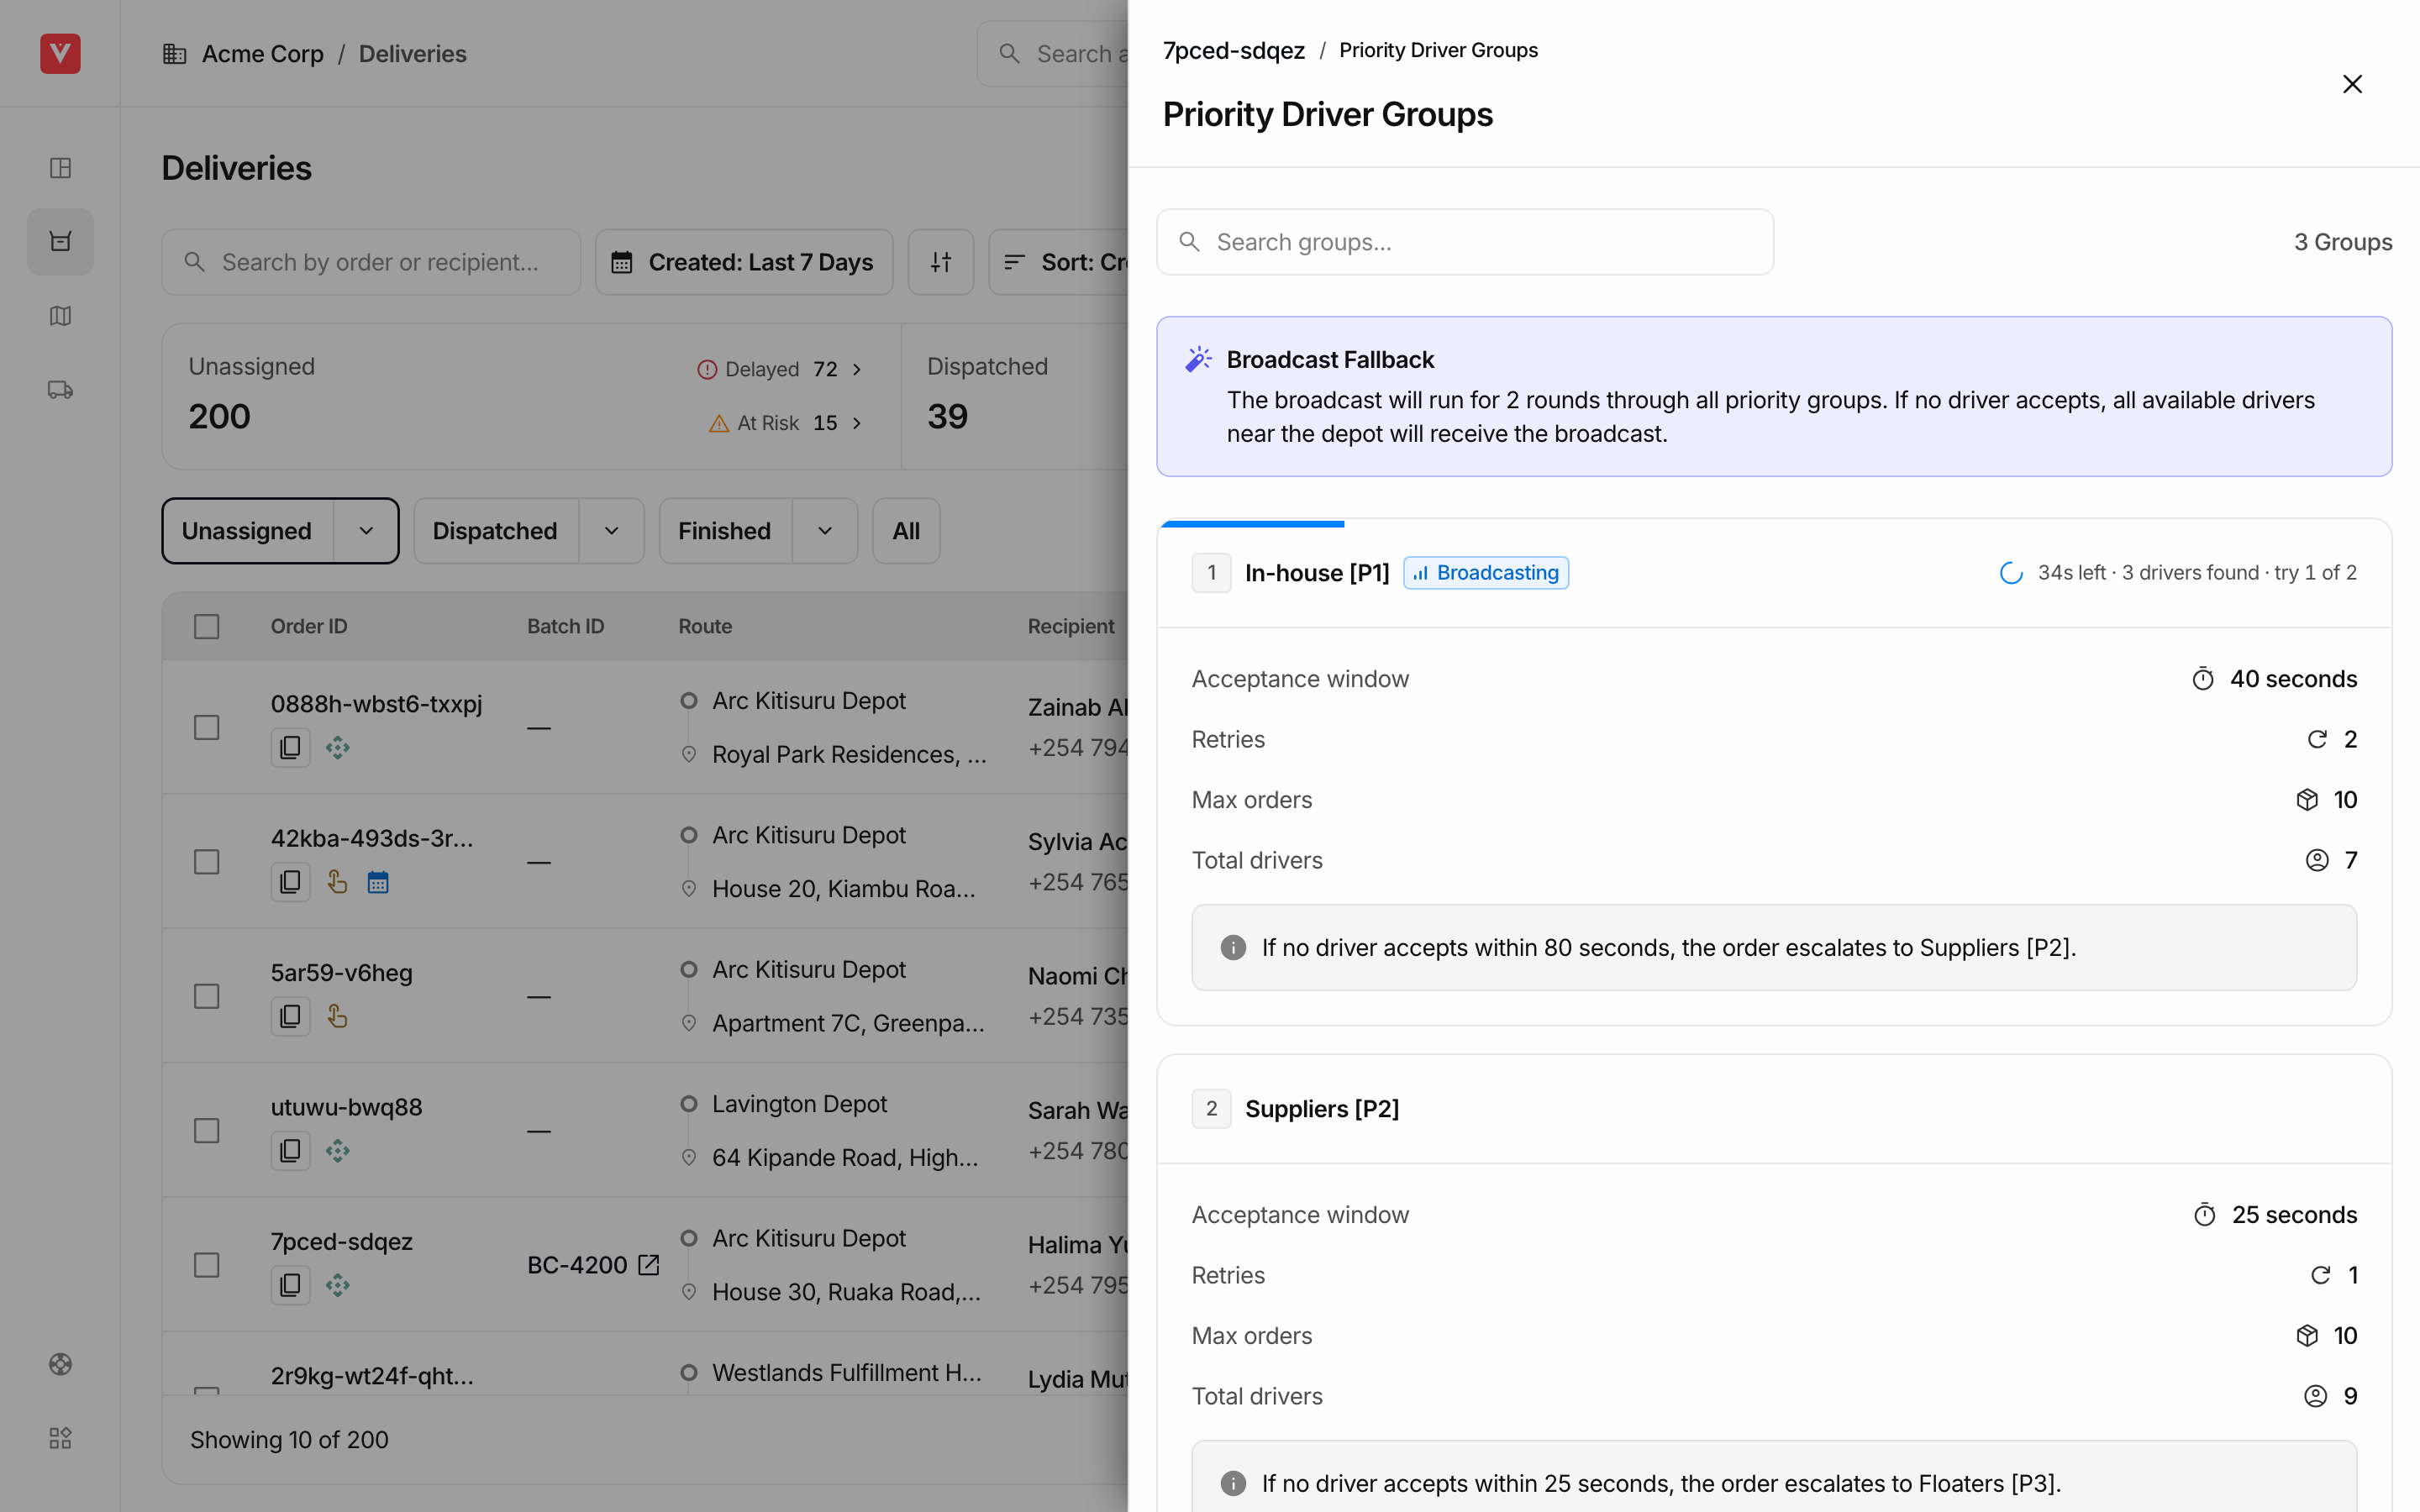 Acme Corp / Deliveries
Search a
Deliveries
Search by order or recipient...
Created: Last 7 Days
Sort: Cr
Unassigned
200
Delayed 72
At Risk 15
Dispatched
39
Unassigned
Dispatched
Finished
All
Order ID Batch ID Route Recipient
0888h-wbst6-txxpj
—
Arc Kitisuru Depot
Royal Park Residences, ...
Zainab Al
+254 794
42kba-493ds-3r...
—
Arc Kitisuru Depot
House 20, Kiambu Roa...
Sylvia Ac
+254 765
5ar59-v6heg
—
Arc Kitisuru Depot
Apartment 7C, Greenpa...
Naomi Ch
+254 735
utuwu-bwq88
—
Lavington Depot
64 Kipande Road, High...
Sarah Wa
+254 780
7pced-sdqez
BC-4200
Arc Kitisuru Depot
House 30, Ruaka Road,...
Halima Yu
+254 795
2r9kg-wt24f-qht...
Westlands Fulfillment H...
Lydia Mut
Showing 10 of 200
7pced-sdqez / Priority Driver Groups
Priority Driver Groups
Search groups...
3 Groups
Broadcast Fallback
The broadcast will run for 2 rounds through all priority groups. If no driver accepts, all available drivers
near the depot will receive the broadcast.
1 In-house [P1] Broadcasting
34s left · 3 drivers found · try 1 of 2
Acceptance window 40 seconds
Retries 2
Max orders 10
Total drivers 7
If no driver accepts within 80 seconds, the order escalates to Suppliers [P2].
2 Suppliers [P2]
Acceptance window 25 seconds
Retries 1
Max orders 10
Total drivers 9
If no driver accepts within 25 seconds, the order escalates to Floaters [P3].